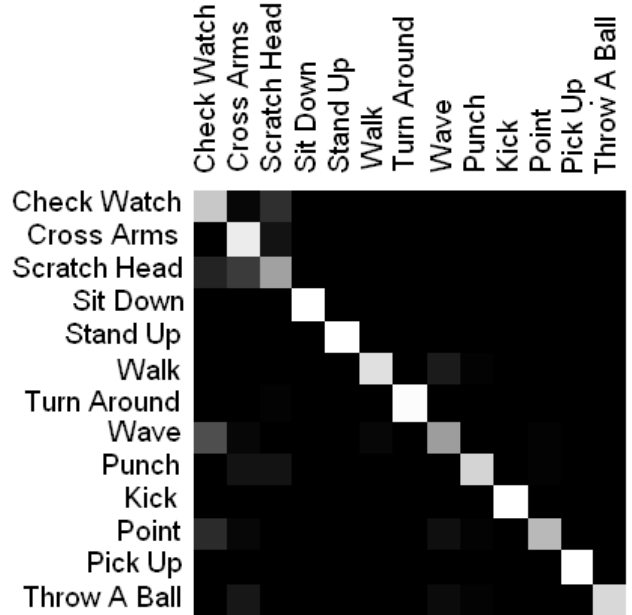 Check Watch
Cross Arms
Scratch Head
Sit Down
Stand Up
Walk
Turn Around
Wave
Punch
Kick
Point
Pick Up
Throw A Ball
Check Watch
Cross Arms
Scratch Head
Sit Down
Stand Up
Walk
Turn Around
Wave
Punch
Kick
Point
Pick Up
Throw A Ball